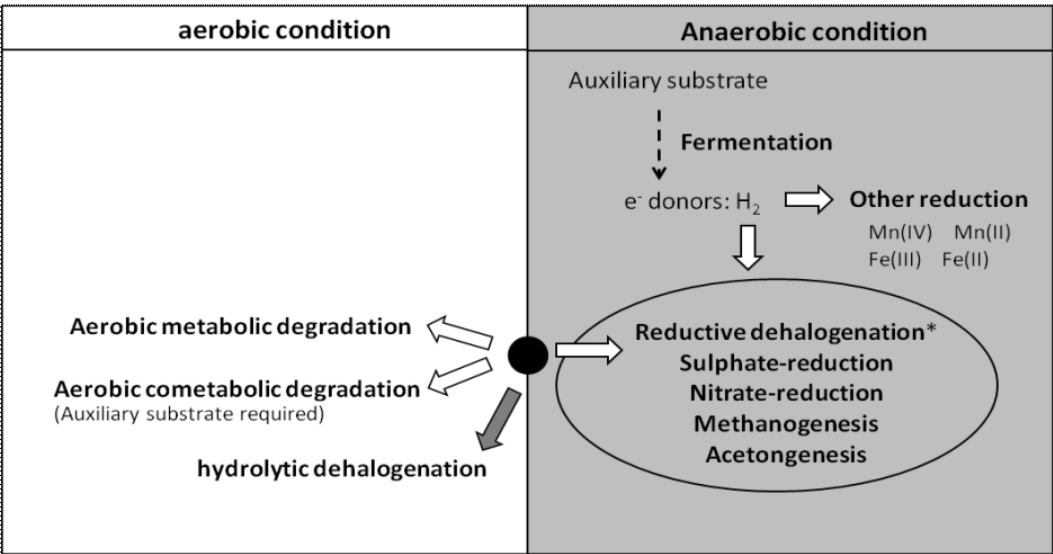 aerobic condition
Anaerobic condition
Auxiliary substrate
Fermentation
e- donors: H2
Other reduction
Mn(IV) Mn(II)
Fe(III) Fe(II)
Aerobic metabolic degradation
Aerobic cometabolic degradation
(Auxiliary substrate required)
hydrolytic dehalogenation
Reductive dehalogenation*
Sulphate-reduction
Nitrate-reduction
Methanogenesis
Acetongenesis